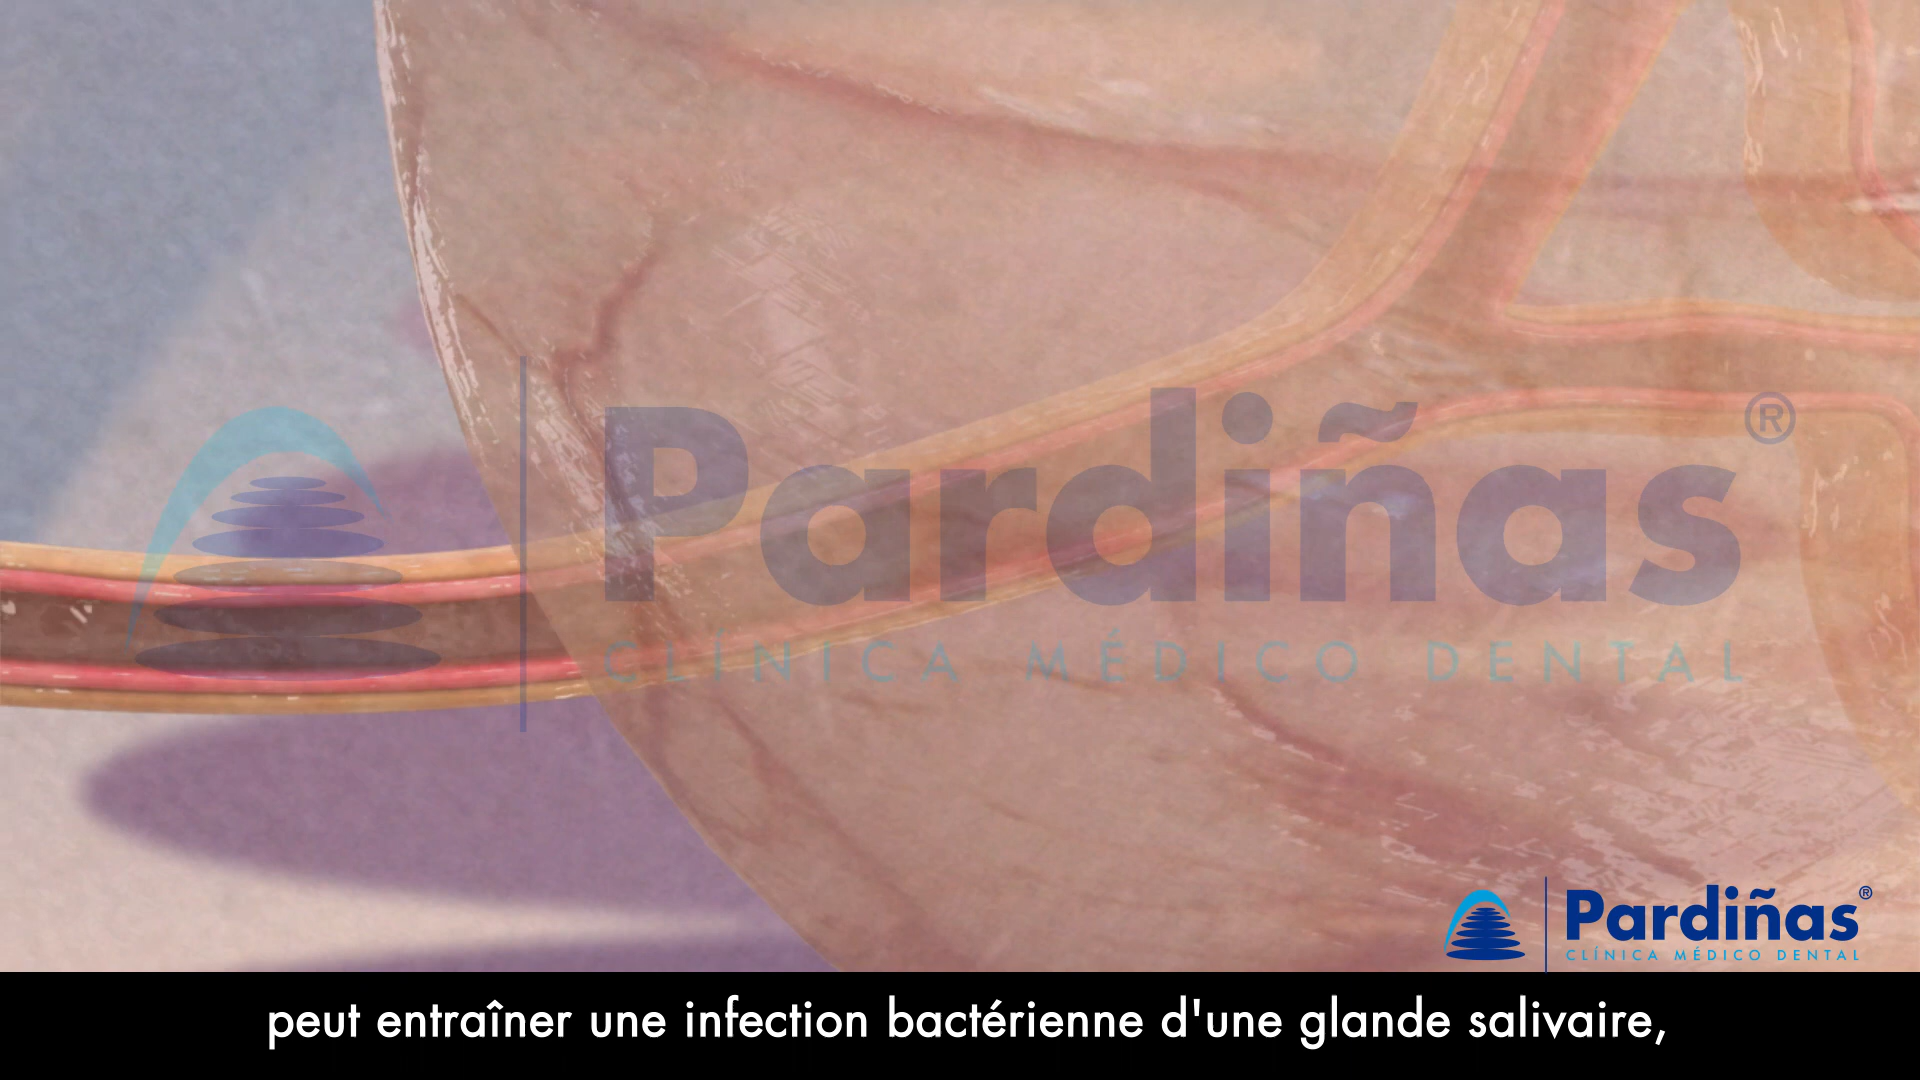 Pardiñas®
CLÍNICA MÉDICO DENTAL
Pardiñas®
CLÍNICA MÉDICO DENTAL
peut entraîner une infection bactérienne d'une glande salivaire,